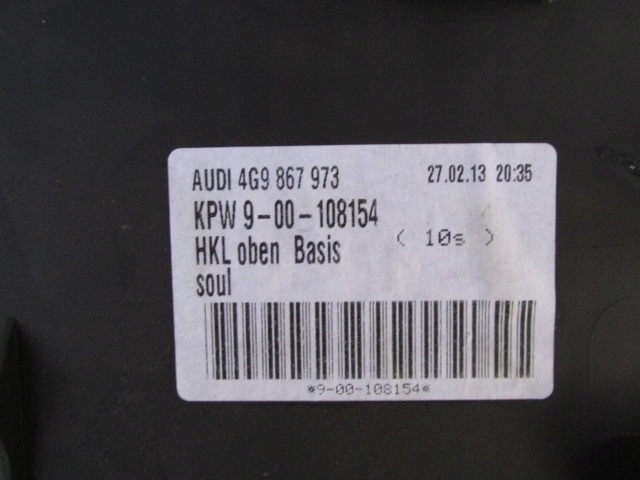 AUDI 4G9 867 973 27.02.13 20:35
KPW 9-00-108154
( 10s )
HKL oben Basis
soul
*9-00-108154*